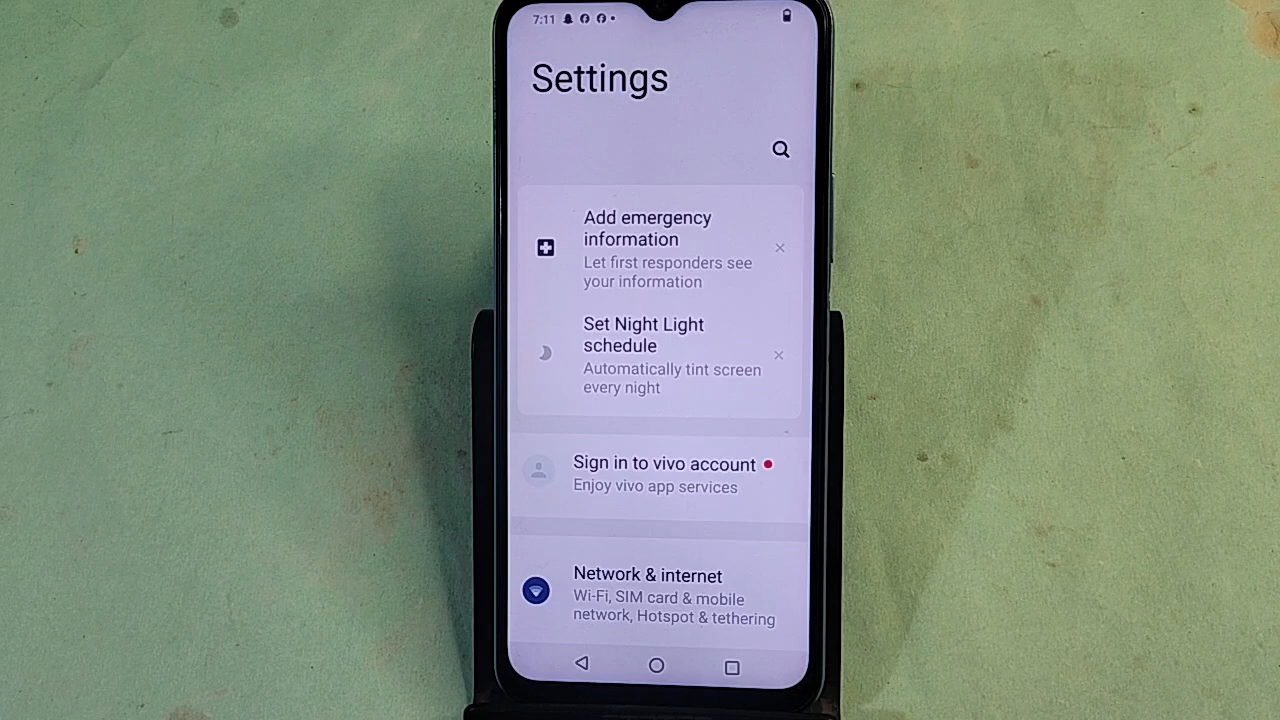 7:11
Settings
Add emergency
information
Let first responders see
your information
Set Night Light
schedule
Automatically tint screen
every night
Sign in to vivo account
Enjoy vivo app services
Network & internet
Wi-Fi, SIM card & mobile
network, Hotspot & tethering